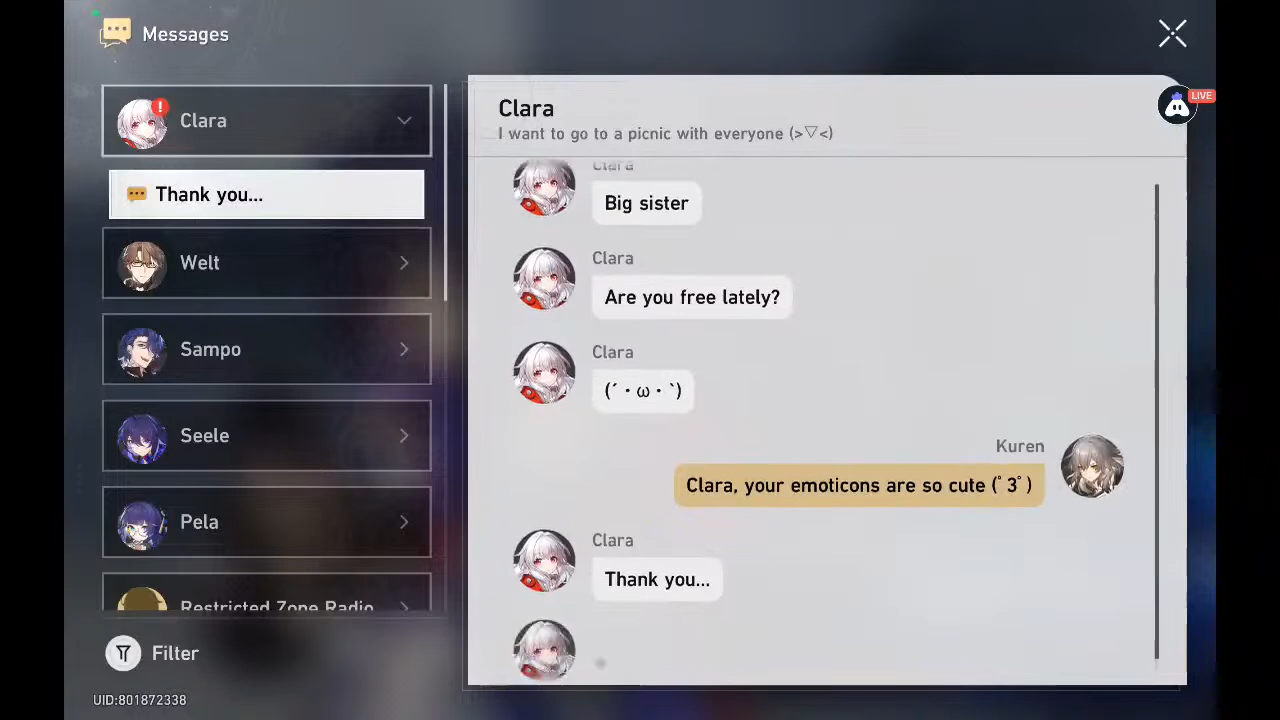 Messages
LIVE
Clara
Thank you...
Welt
Sampo
Seele
Pela
Restricted Zone Radio
Filter
UID:801872338
Clara
I want to go to a picnic with everyone (>▽<)
Clara
Big sister
Clara
Are you free lately?
Clara
(´・ω・`)
Kuren
Clara, your emoticons are so cute (ﾟ3ﾟ)
Clara
Thank you...